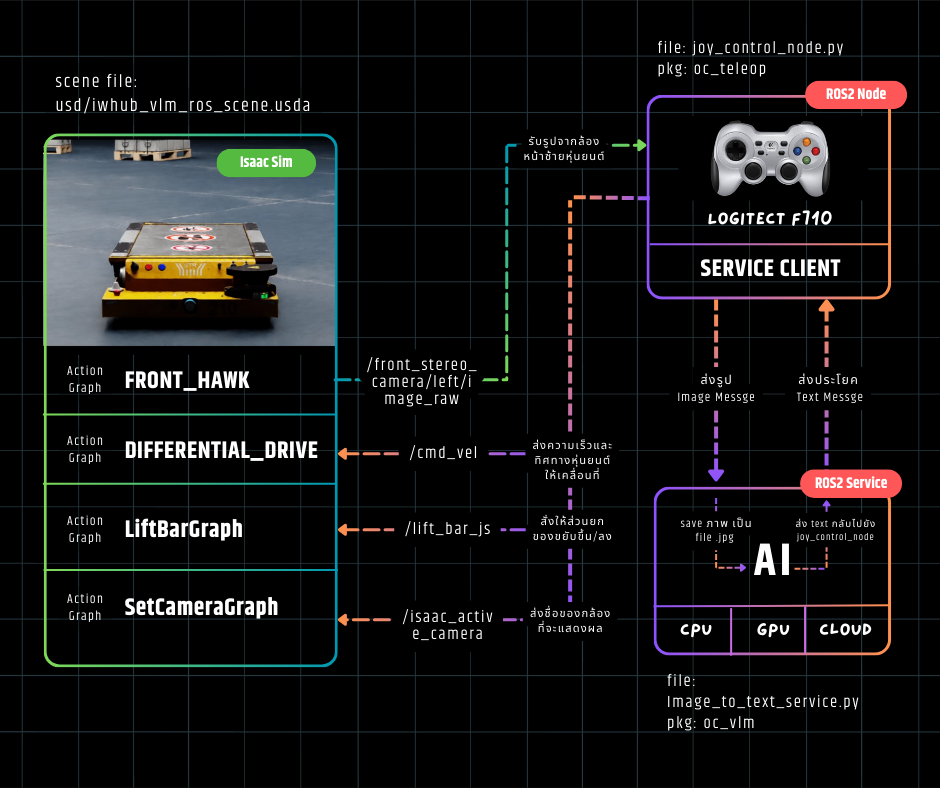 file: joy_control_node.py
pkg: oc_teleop
scene file:
usd/iwhub_vlm_ros_scene.usda
ROS2 Node
Isaac Sim
รับรูปจากล้อง
หน้าซ้ายหุ่นยนต์
LOGITECT F710
SERVICE CLIENT
Action
Graph
FRONT_HAWK
/front_stereo_
camera/left/i
mage_raw
ส่งรูป
Image Messge
ส่งประโยค
Text Messge
Action
Graph
DIFFERENTIAL_DRIVE
/cmd_vel
ส่งความเร็วและ
ทิศทางหุ่นยนต์
ให้เคลื่อนที่
ROS2 Service
Action
Graph
LiftBarGraph
/lift_bar_js
สั่งให้ส่วนยก
ของขยับขึ้น/ลง
save ภาพ เป็น
file .jpg
ส่ง text กลับไปยัง
joy_control_node
AI
Action
Graph
SetCameraGraph
/isaac_activ
e_camera
ส่งชื่อของกล้อง
ที่จะแสดงผล
CPU
GPU
CLOUD
file:
Image_to_text_service.py
pkg: oc_vlm